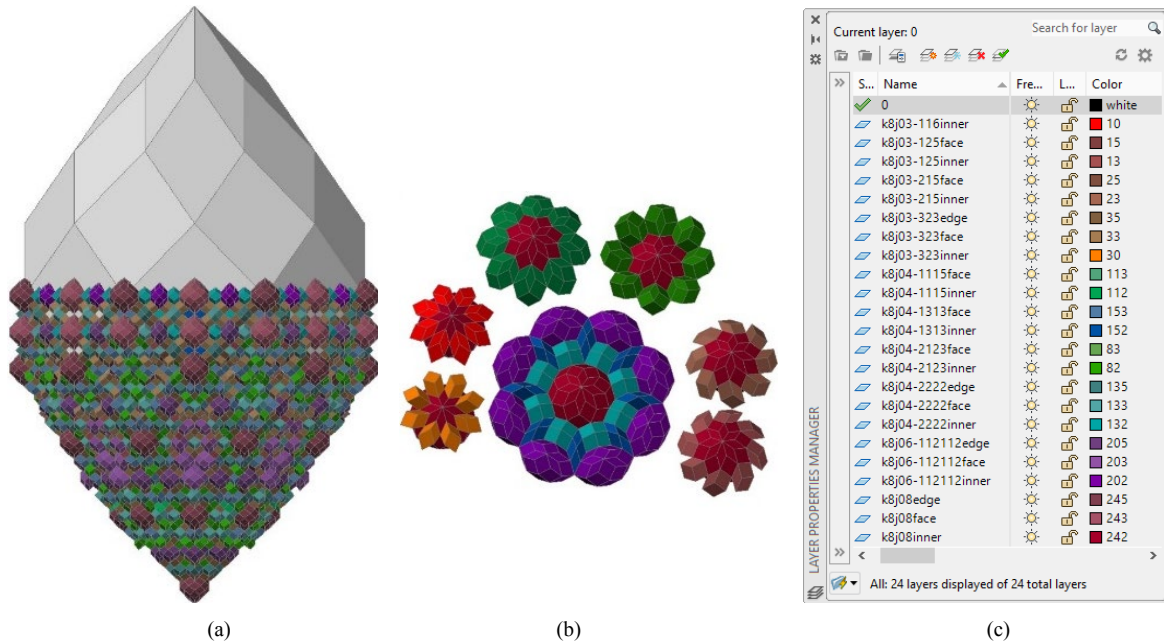 Current layer: 0
Search for layer
S... Name Fre... L... Color
0 white
k8j03-116inner 10
k8j03-125face 15
k8j03-125inner 13
k8j03-215face 25
k8j03-215inner 23
k8j03-323edge 35
k8j03-323face 33
k8j03-323inner 30
k8j04-1115face 113
k8j04-1115inner 112
k8j04-1313face 153
k8j04-1313inner 152
k8j04-2123face 83
k8j04-2123inner 82
k8j04-2222edge 135
k8j04-2222face 133
k8j04-2222inner 132
k8j06-112112edge 205
k8j06-112112face 203
k8j06-112112inner 202
k8j08edge 245
k8j08face 243
k8j08inner 242
LAYER PROPERTIES MANAGER
All: 24 layers displayed of 24 total layers
(a) (b) (c)